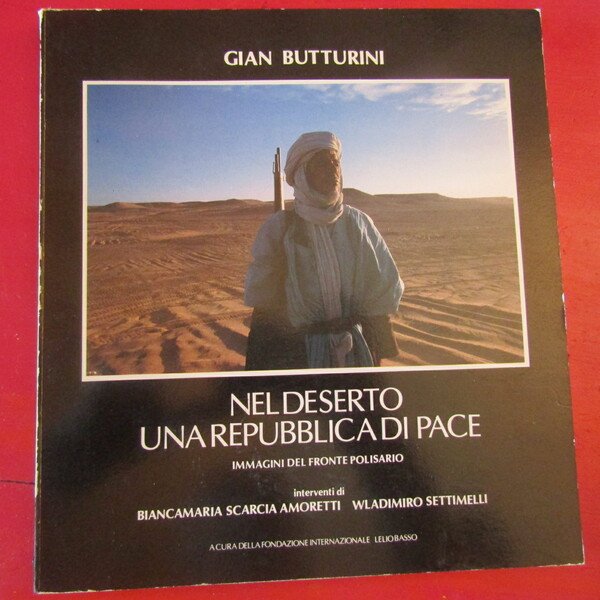 GIAN BUTTURINI
NEL DESERTO
UNA REPUBBLICA DI PACE
IMMAGINI DEL FRONTE POLISARIO
interventi di
BIANCAMARIA SCARCIA AMORETTI WLADIMIRO SETTIMELLI
A CURA DELLA FONDAZIONE INTERNAZIONALE LELIO BASSO